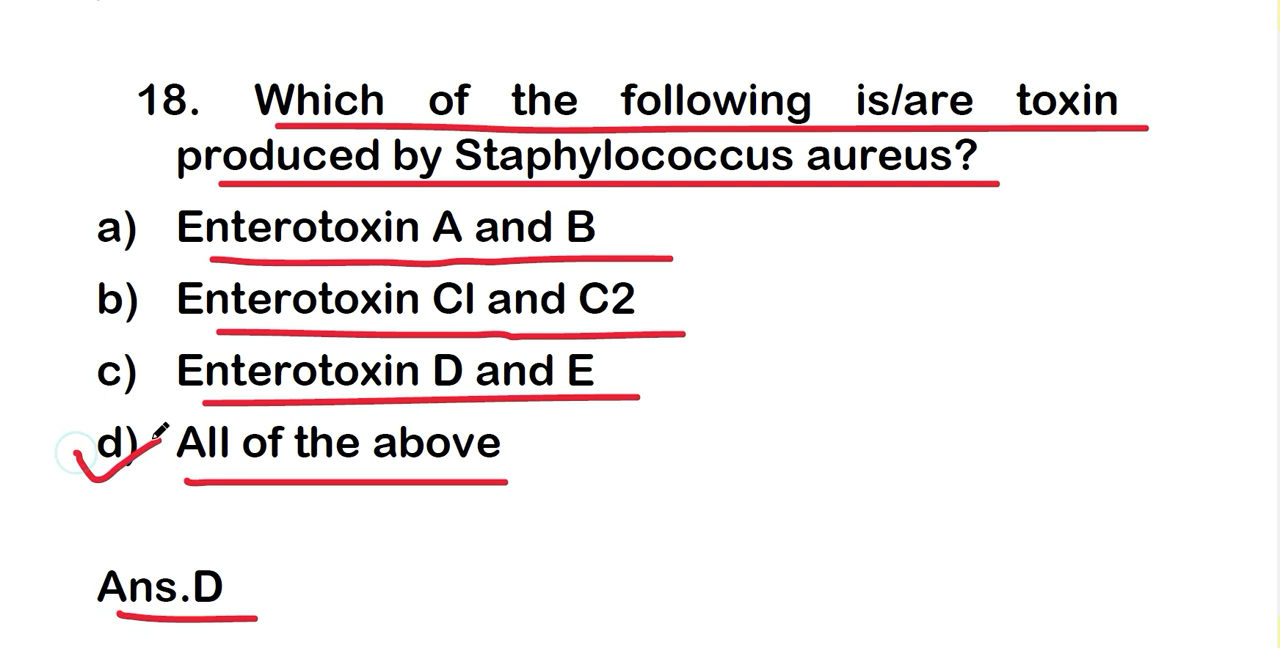 18. Which of the following is/are toxin
produced by Staphylococcus aureus?
a) Enterotoxin A and B
b) Enterotoxin Cl and C2
c) Enterotoxin D and E
d) All of the above
Ans.D